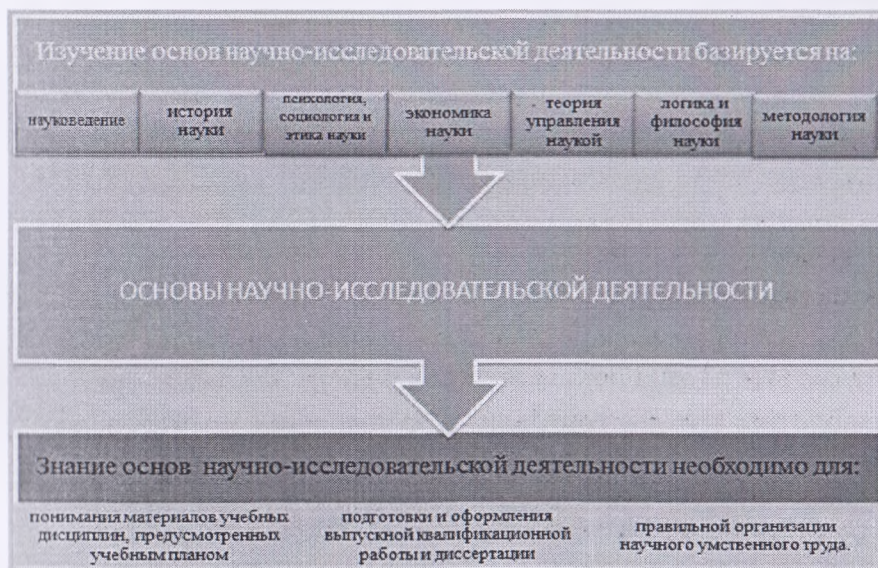 Изучение основ научно-исследовательской деятельности базируется на:
науковедение
история
науки
психология,
социология и
этика науки
экономика
науки
теория
управления
наукой
логика и
философия
науки
методология
науки
ОСНОВЫ НАУЧНО-ИССЛЕДОВАТЕЛЬСКОЙ ДЕЯТЕЛЬНОСТИ
Знание основ научно-исследовательской деятельности необходимо для:
понимания материалов учебных
дисциплин, предусмотренных
учебным планом
подготовки и оформления
выпускной квалификационной
работы и диссертации
правильной организации
научного умственного труда.